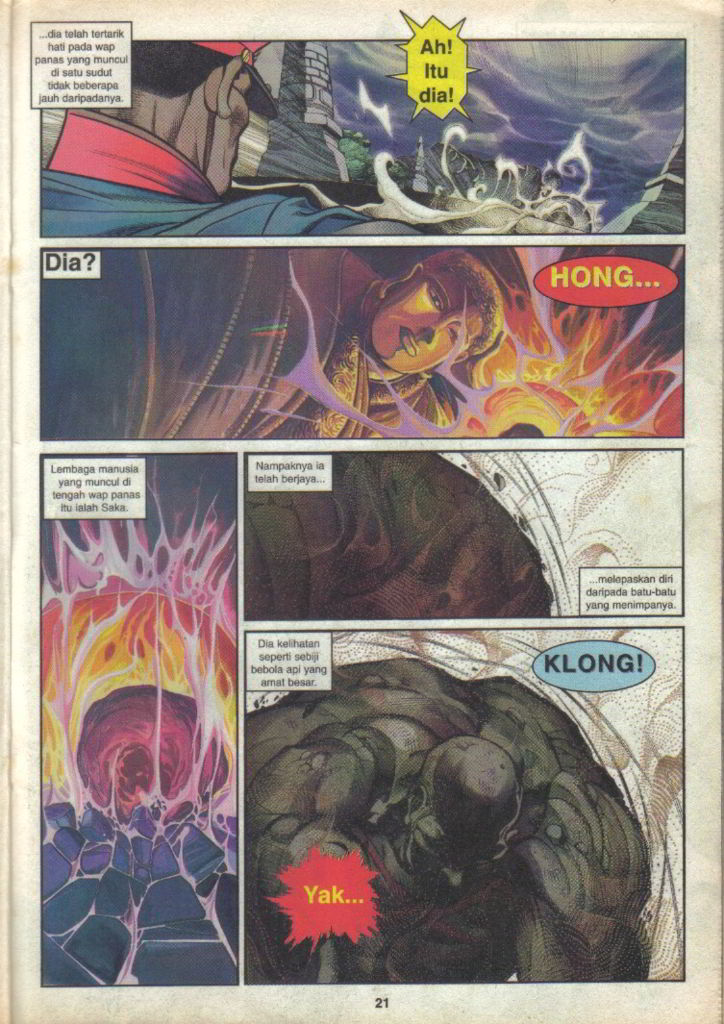 ...dia telah tertarik
hati pada wap
panas yang muncul
di satu sudut
tidak beberapa
jauh daripadanya.
Ah!
Itu
dia!
Dia?
HONG...
Lembaga manusia
yang muncul di
tengah wap panas
itu ialah Saka.
Nampaknya ia
telah berjaya...
...melepaskan diri
daripada batu-batu
yang menimpanya.
Dia kelihatan
seperti sebiji
bebola api yang
amat besar.
KLONG!
Yak...
21